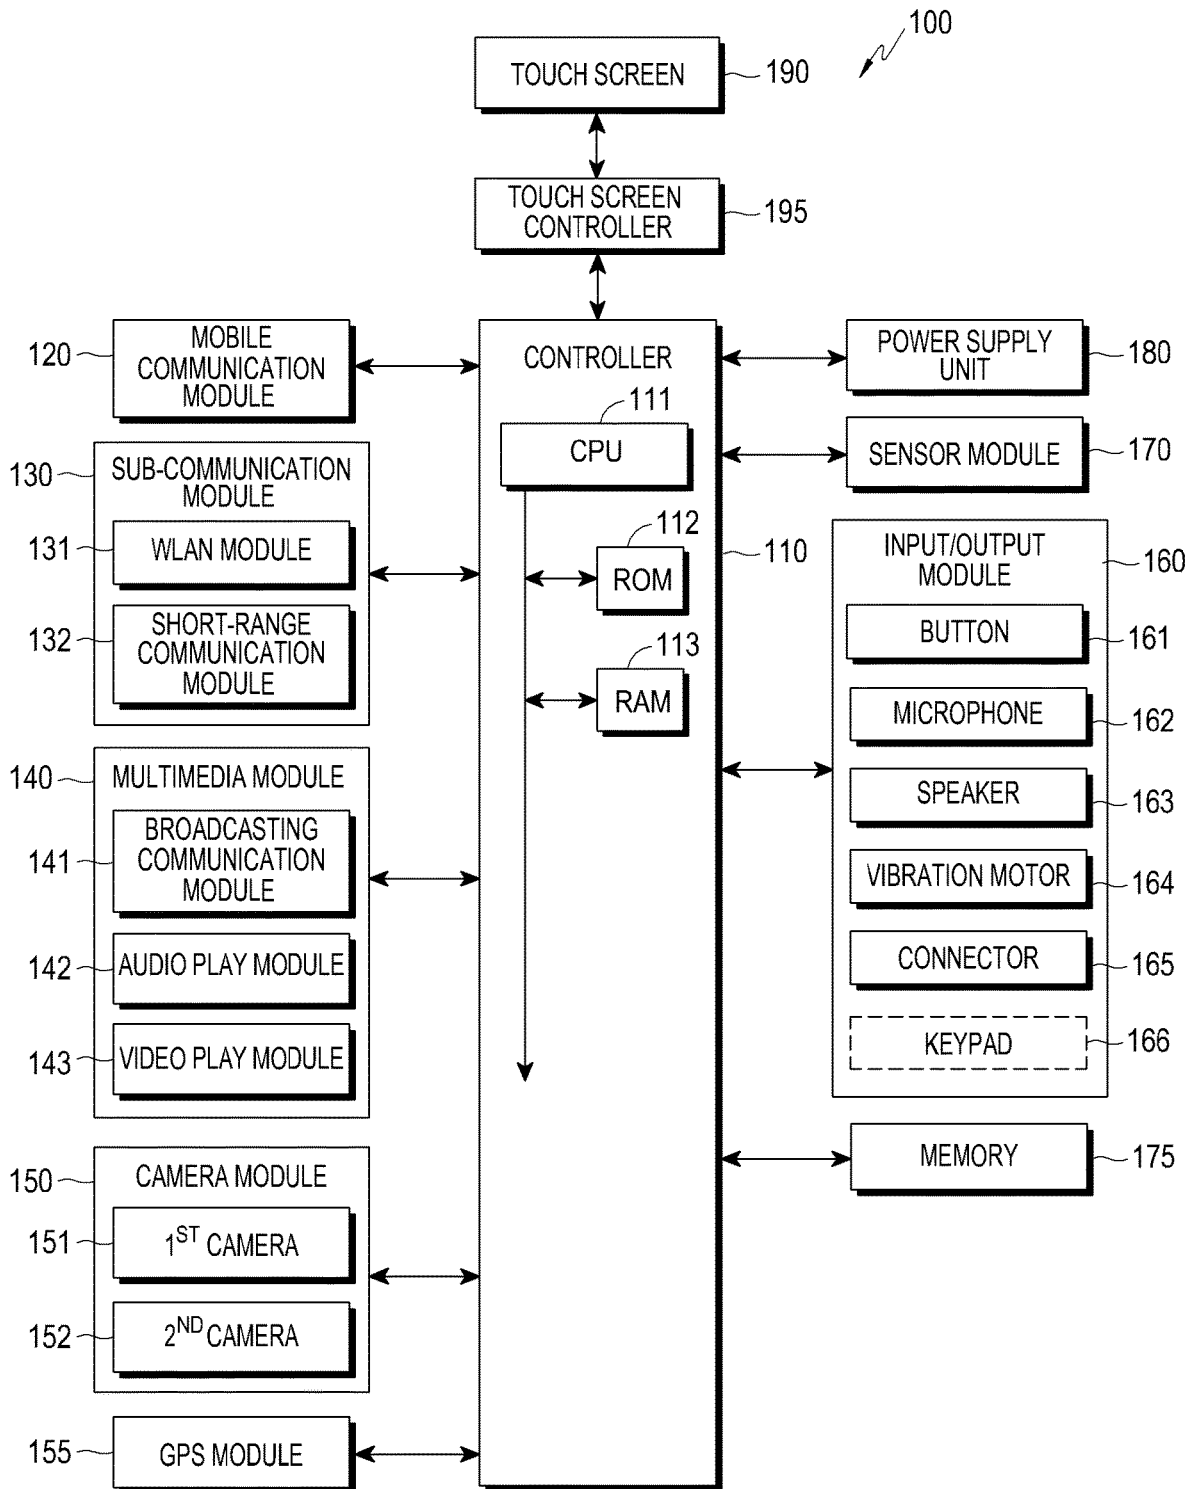 100
TOUCH SCREEN
190
TOUCH SCREEN
CONTROLLER
195
120
MOBILE
COMMUNICATION
MODULE
130
SUB-COMMUNICATION
MODULE
131
WLAN MODULE
132
SHORT-RANGE
COMMUNICATION
MODULE
140
MULTIMEDIA MODULE
141
BROADCASTING
COMMUNICATION
MODULE
142
AUDIO PLAY MODULE
143
VIDEO PLAY MODULE
150
CAMERA MODULE
151
1ST CAMERA
152
2ND CAMERA
155
GPS MODULE
CONTROLLER
111
CPU
112
ROM
113
RAM
110
POWER SUPPLY
UNIT
180
SENSOR MODULE
170
INPUT/OUTPUT
MODULE
160
BUTTON
161
MICROPHONE
162
SPEAKER
163
VIBRATION MOTOR
164
CONNECTOR
165
KEYPAD
166
MEMORY
175